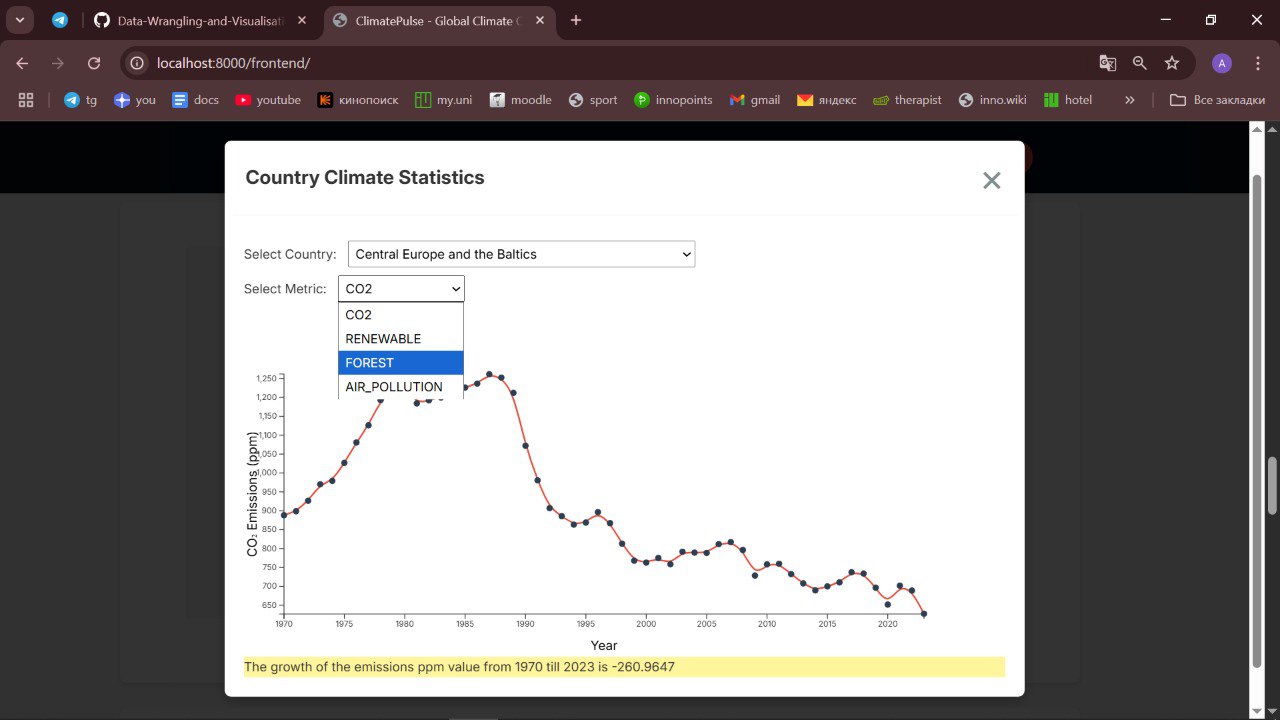 Data-Wrangling-and-Visualisati
ClimatePulse - Global Climate C
localhost:8000/frontend/
A
tg
you
docs
youtube
кинопоиск
my.uni
moodle
sport
innopoints
gmail
яндекс
therapist
inno.wiki
hotel
»
Все закладки
Country Climate Statistics
Select Country:
Central Europe and the Baltics
Select Metric:
CO2
CO2
RENEWABLE
FOREST
AIR_POLLUTION
CO₂ Emissions (ppm)
1,250
1,200
1,150
1,100
1,050
1,000
950
900
850
800
750
700
650
1970
1975
1980
1985
1990
1995
2000
2005
2010
2015
2020
Year
The growth of the emissions ppm value from 1970 till 2023 is -260.9647